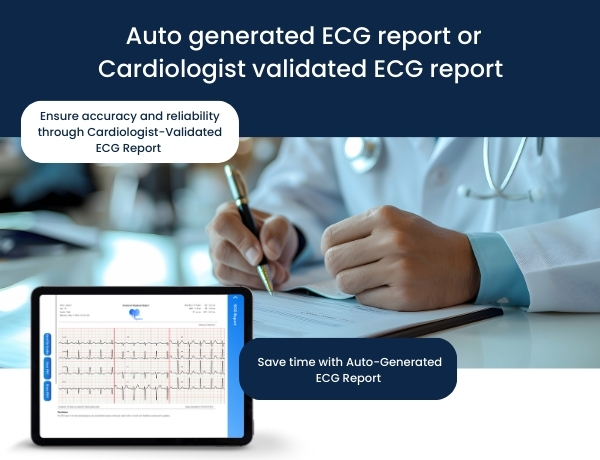 Auto generated ECG report or
Cardiologist validated ECG report
Ensure accuracy and reliability
through Cardiologist-Validated
ECG Report
Save time with Auto-Generated
ECG Report